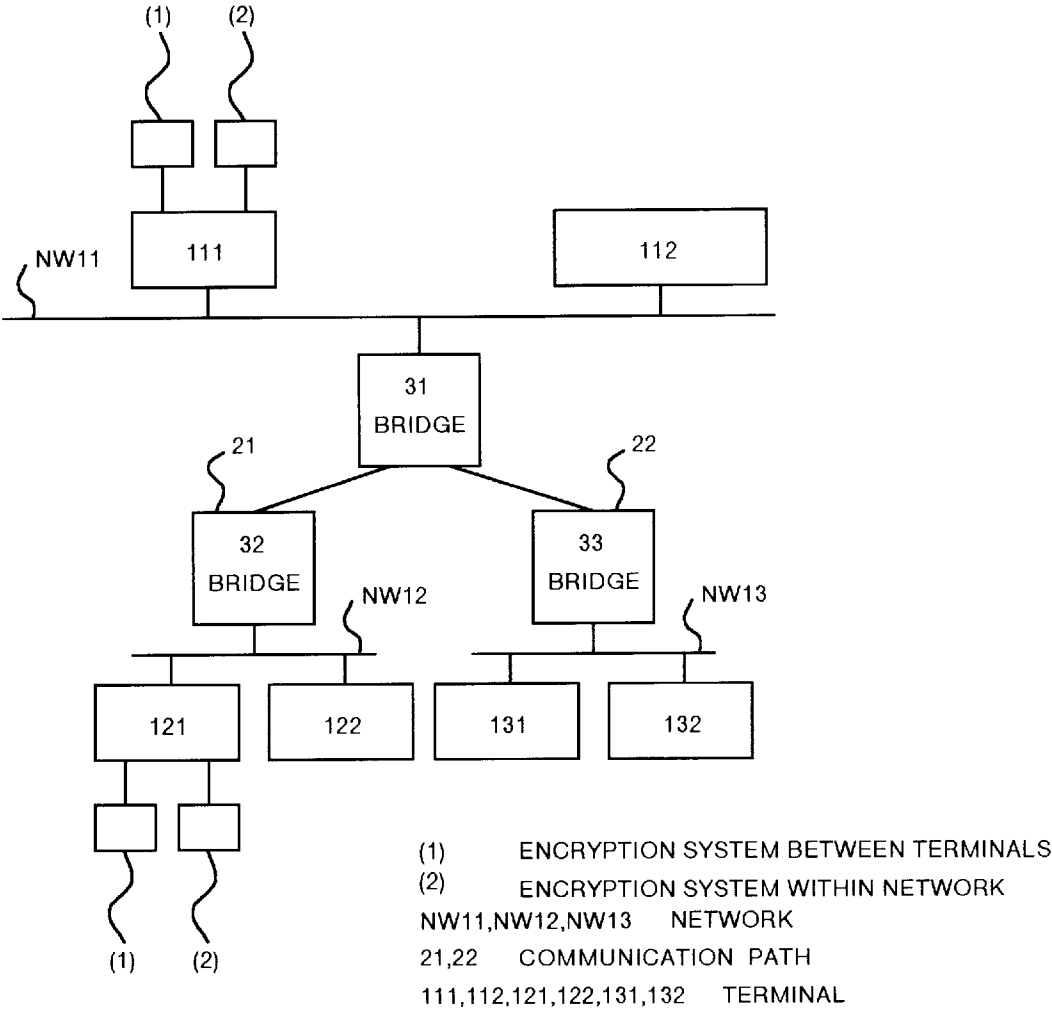 (1) (2)
111
112
NW11
31
BRIDGE
21
22
32
BRIDGE
33
BRIDGE
NW12
NW13
121
122
131
132
(1) ENCRYPTION SYSTEM BETWEEN TERMINALS
(2) ENCRYPTION SYSTEM WITHIN NETWORK
NW11,NW12,NW13 NETWORK
(1) (2)
21,22 COMMUNICATION PATH
111,112,121,122,131,132 TERMINAL